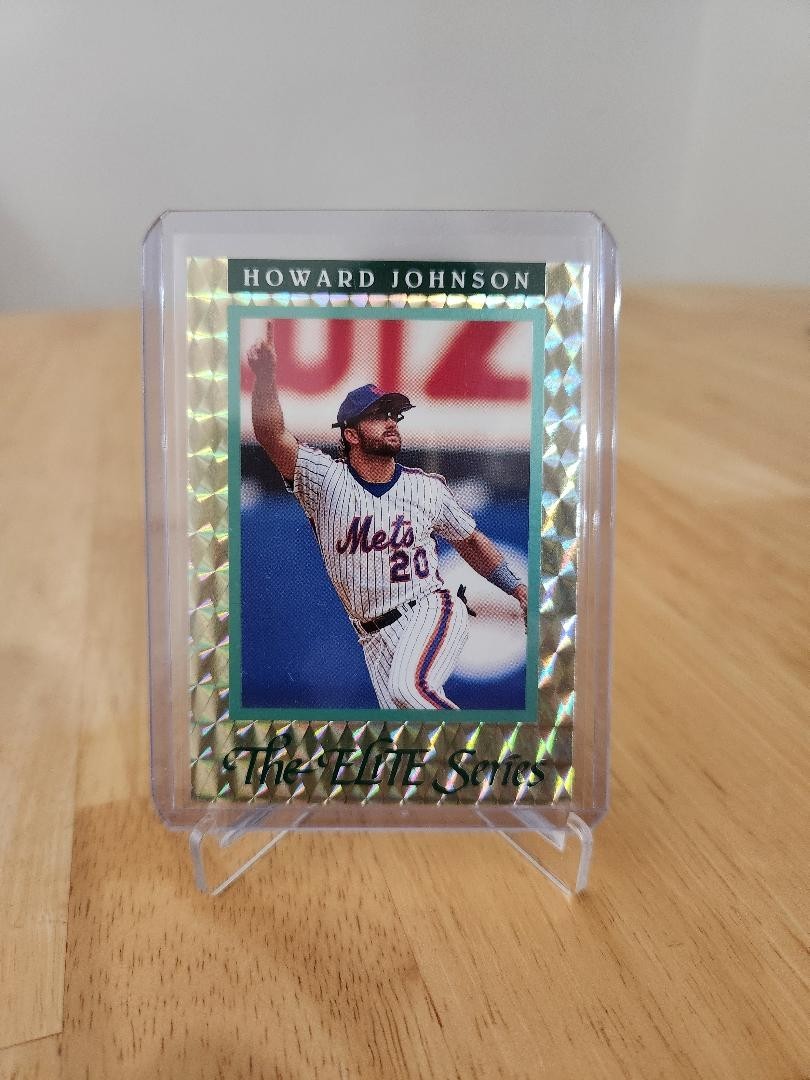 HOWARD JOHNSON
Mets
20
The ELITE Series